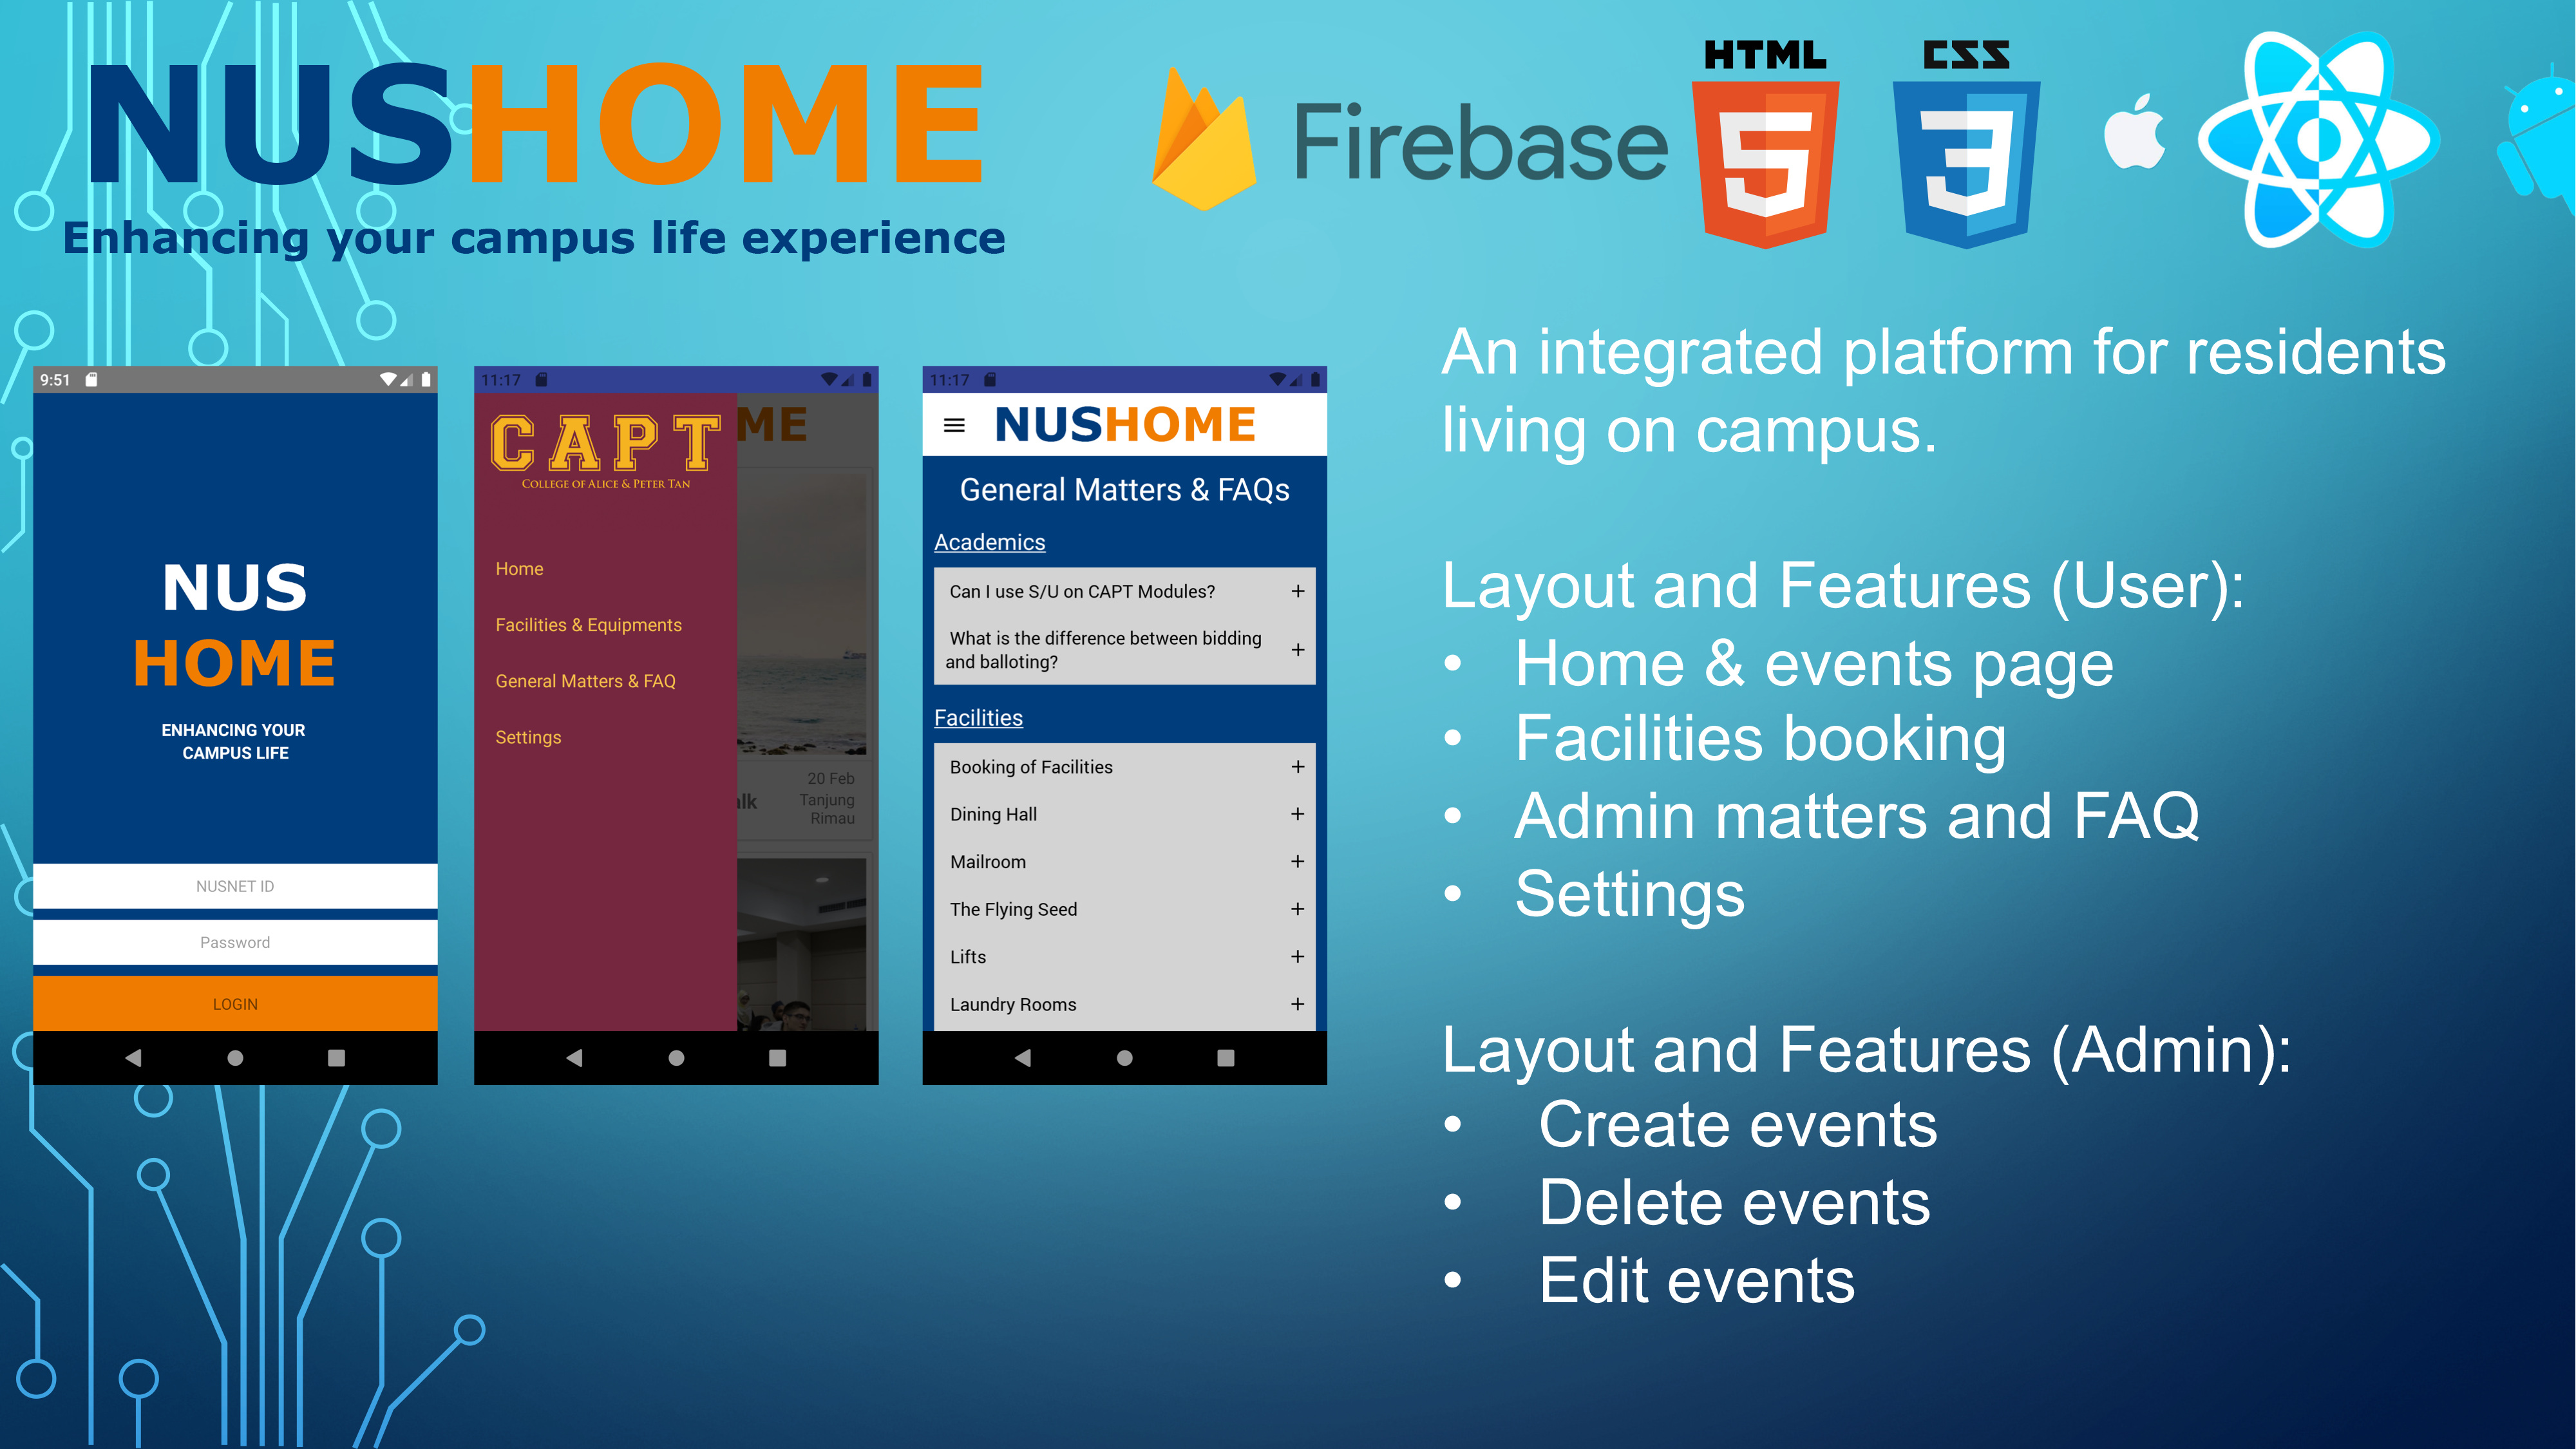 NUSHOME
Enhancing your campus life experience
Firebase
HTML
5
CSS
3
9:51
NUS
HOME
ENHANCING YOUR
CAMPUS LIFE
NUSNET ID
Password
LOGIN
11:17
CAPT
COLLEGE OF ALICE & PETER TAN
Home
Facilities & Equipments
General Matters & FAQ
Settings
ME
20 Feb
alk
Tanjung
Rimau
11:17
NUSHOME
General Matters & FAQs
Academics
Can I use S/U on CAPT Modules? +
What is the difference between bidding
and balloting? +
Facilities
Booking of Facilities +
Dining Hall +
Mailroom +
The Flying Seed +
Lifts +
Laundry Rooms +
An integrated platform for residents
living on campus.
Layout and Features (User):
• Home & events page
• Facilities booking
• Admin matters and FAQ
• Settings
Layout and Features (Admin):
• Create events
• Delete events
• Edit events